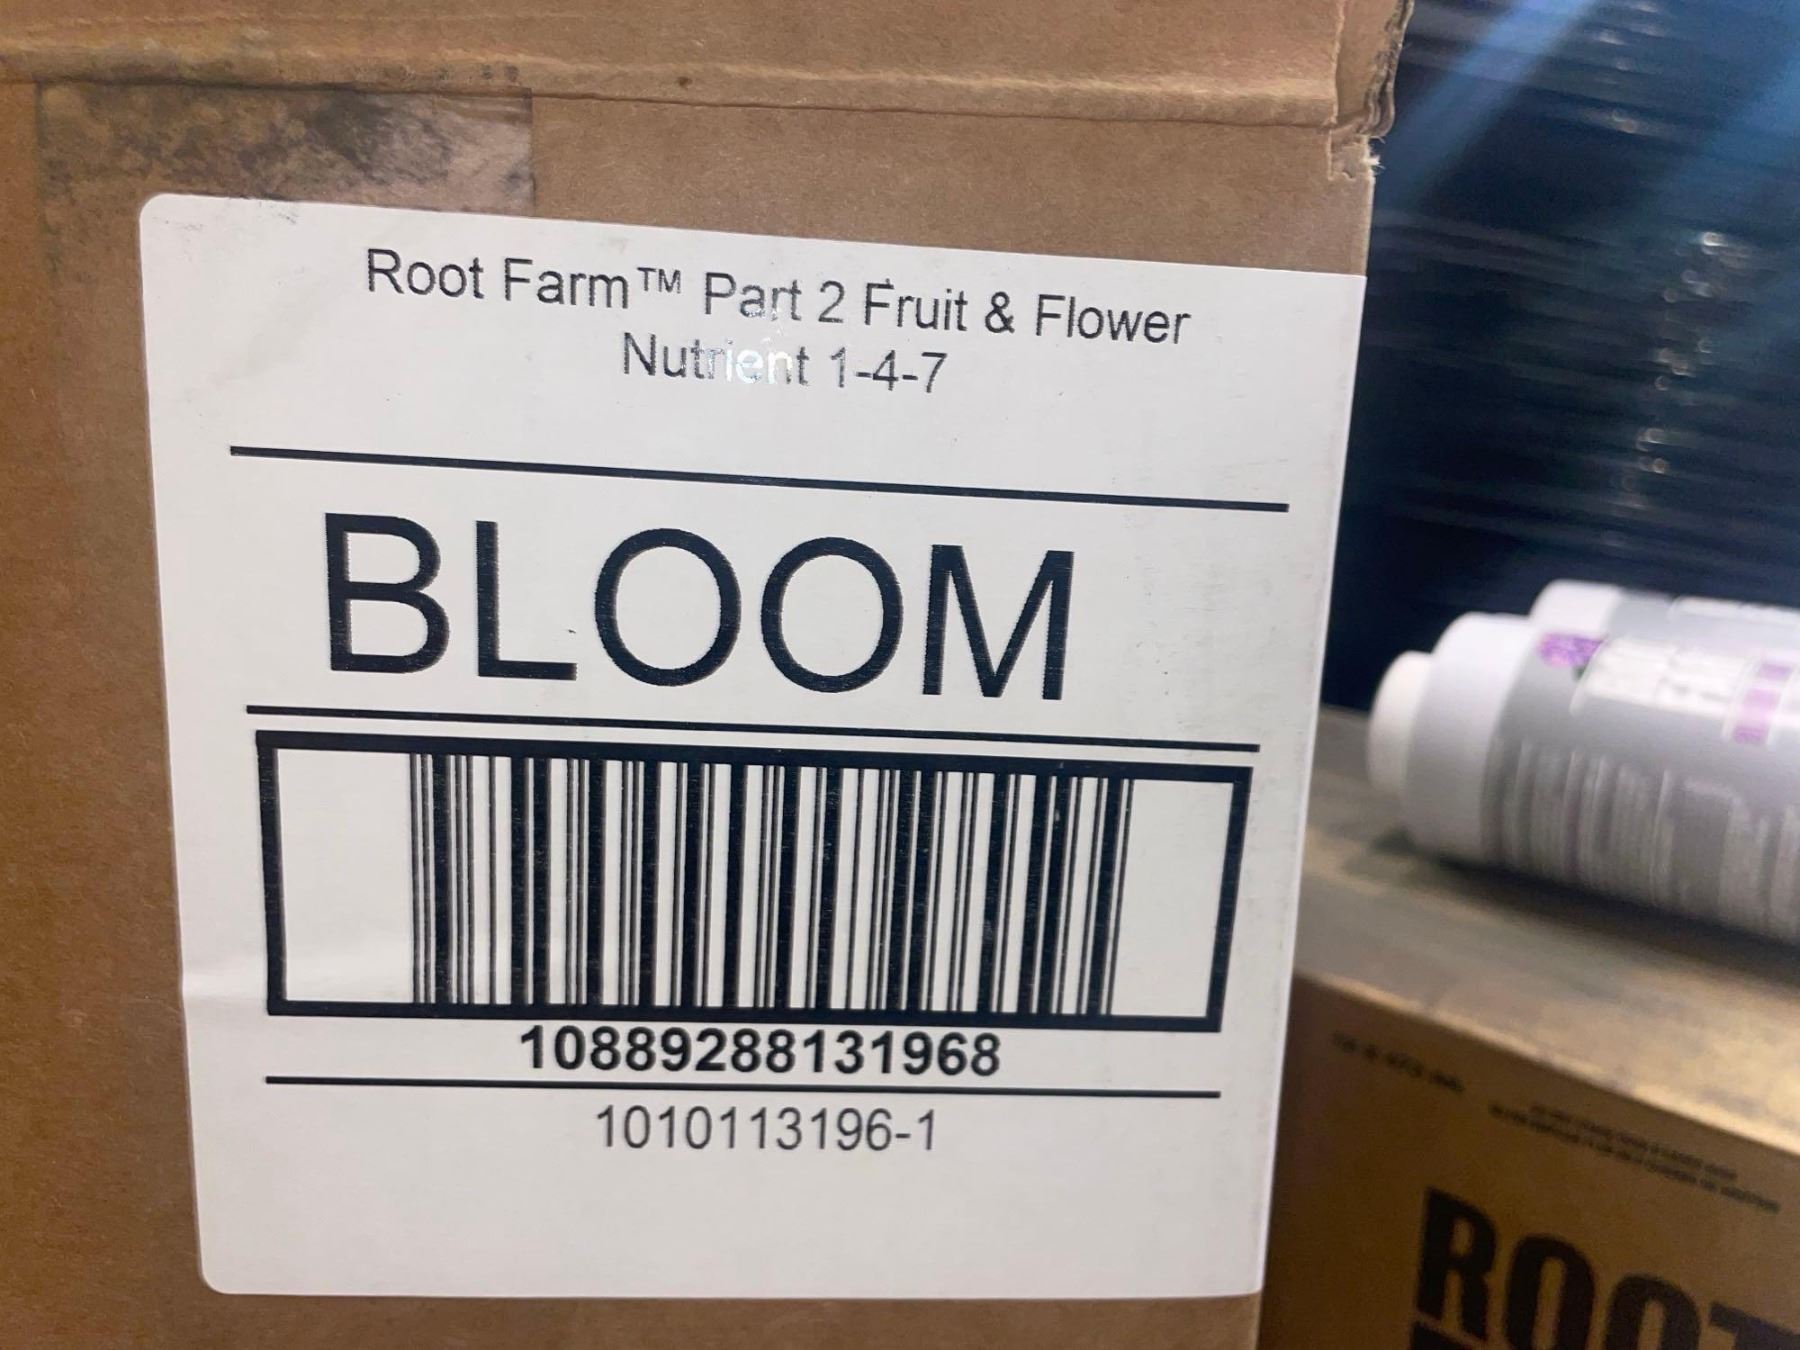 Root Farm™ Part 2 Fruit & Flower
Nutrient 1-4-7
BLOOM
10889288131968
1010113196-1
ROOT